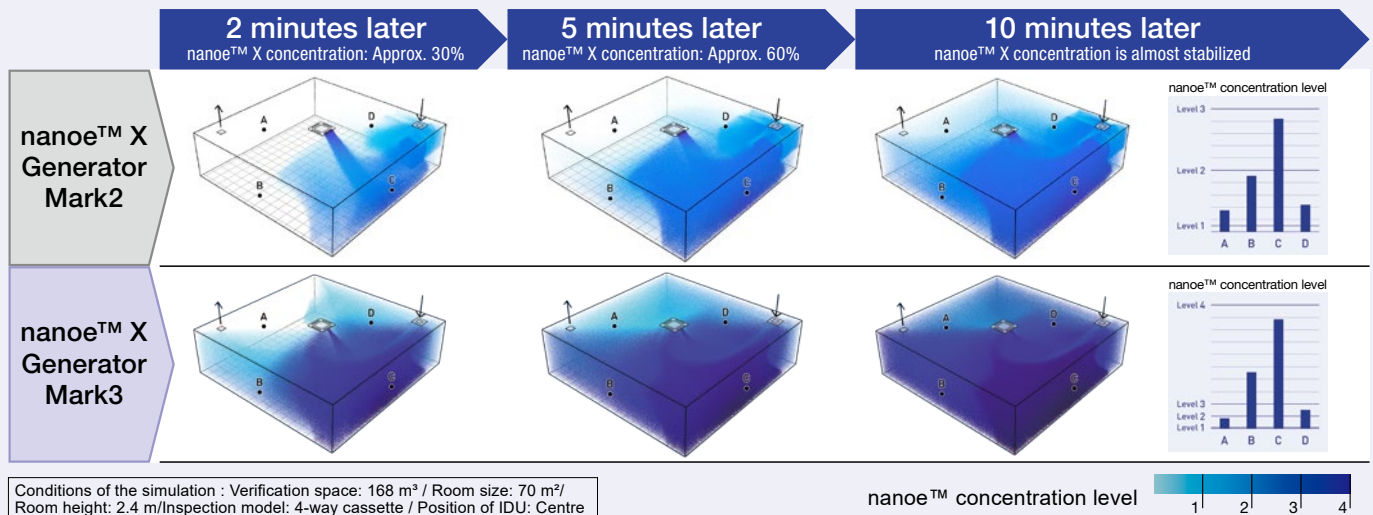 2 minutes later
nanoe™ X concentration: Approx. 30%
5 minutes later
nanoe™ X concentration: Approx. 60%
10 minutes later
nanoe™ X concentration is almost stabilized
nanoe™ X
Generator
Mark2
A
D
B
C
A
D
B
E
A
D
B
E
nanoe™ concentration level
Level 3
Level 2
Level 1
A B C D
nanoe™ X
Generator
Mark3
A
D
B
C
A
D
B
C
A
D
B
C
nanoe™ concentration level
Level 4
Level 3
Level 2
Level 1
A B C D
Conditions of the simulation : Verification space: 168 m³ / Room size: 70 m²/
Room height: 2.4 m/Inspection model: 4-way cassette / Position of IDU: Centre
nanoe™ concentration level
1 2 3 4